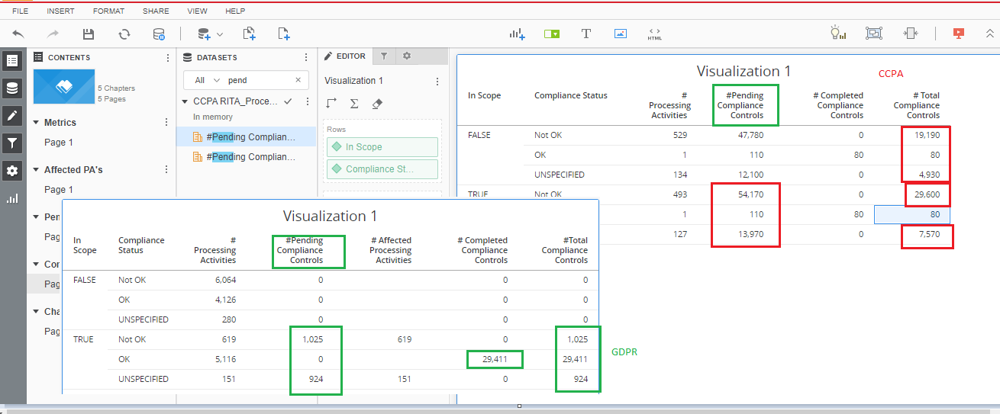 FILE INSERT FORMAT SHARE VIEW HELP
HTML
CONTENTS
5 Chapters
5 Pages
Metrics
Page 1
Affected PA's
Page 1
Pen
Pag
Con
Pag
Cha
Pag
DATASETS
All pend
CCPA RITA_Proce...
In memory
#Pending Complian...
#Pending Complian...
EDITOR
Visualization 1
Rows
In Scope
Compliance St...
Visualization 1
CCPA
In Scope Compliance Status # Processing Activities #Pending Compliance Controls # Completed Compliance Controls # Total Compliance Controls
FALSE Not OK 529 47,780 0 19,190
OK 1 110 80 80
UNSPECIFIED 134 12,100 0 4,930
TRUE Not OK 493 54,170 0 29,600
1 110 80 80
127 13,970 0 7,570
Visualization 1
In Scope Compliance Status # Processing Activities #Pending Compliance Controls # Affected Processing Activities # Completed Compliance Controls #Total Compliance Controls
FALSE Not OK 6,064 0 0 0
OK 4,126 0 0 0
UNSPECIFIED 280 0 0 0
TRUE Not OK 619 1,025 619 0 1,025
OK 5,116 0 29,411 29,411
UNSPECIFIED 151 924 151 0 924
GDPR